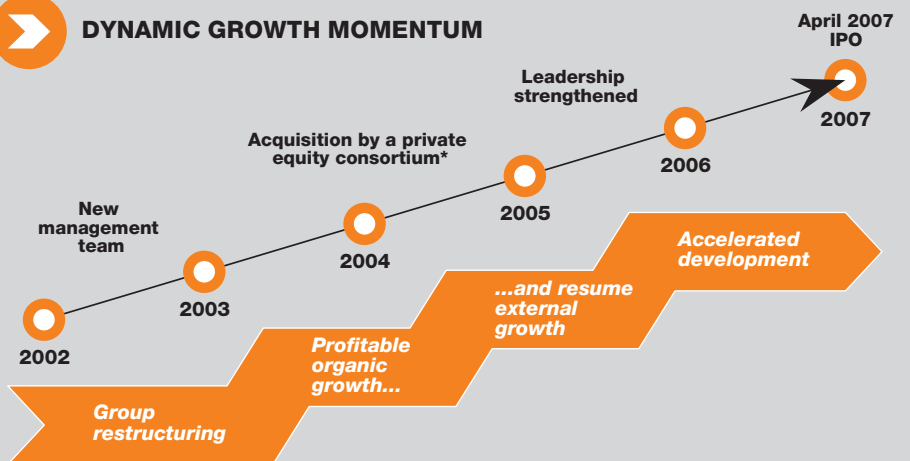 DYNAMIC GROWTH MOMENTUM
April 2007
IPO
Leadership
strengthened
2007
Acquisition by a private
equity consortium*
2006
New
management
team
2005
2004
2003
2002
Accelerated
development
...and resume
external
growth
Profitable
organic
growth...
Group
restructuring